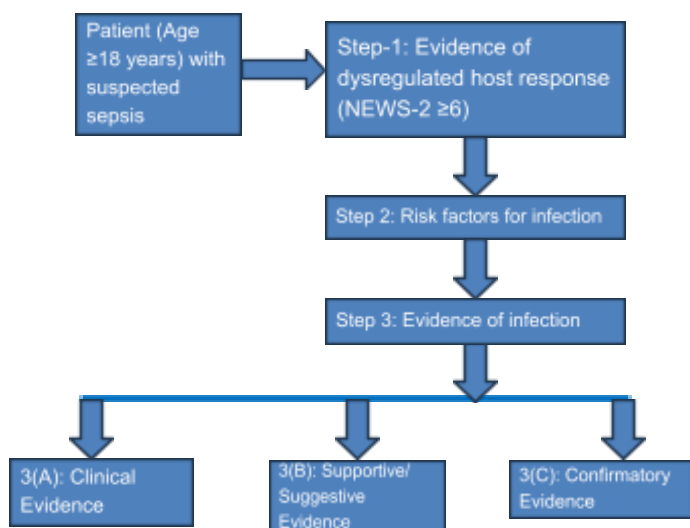 Patient (Age
≥18 years) with
suspected
sepsis
Step-1: Evidence of
dysregulated host response
(NEWS-2 ≥6)
Step 2: Risk factors for infection
Step 3: Evidence of infection
3(A): Clinical
Evidence
3(B): Supportive/
Suggestive
Evidence
3(C): Confirmatory
Evidence